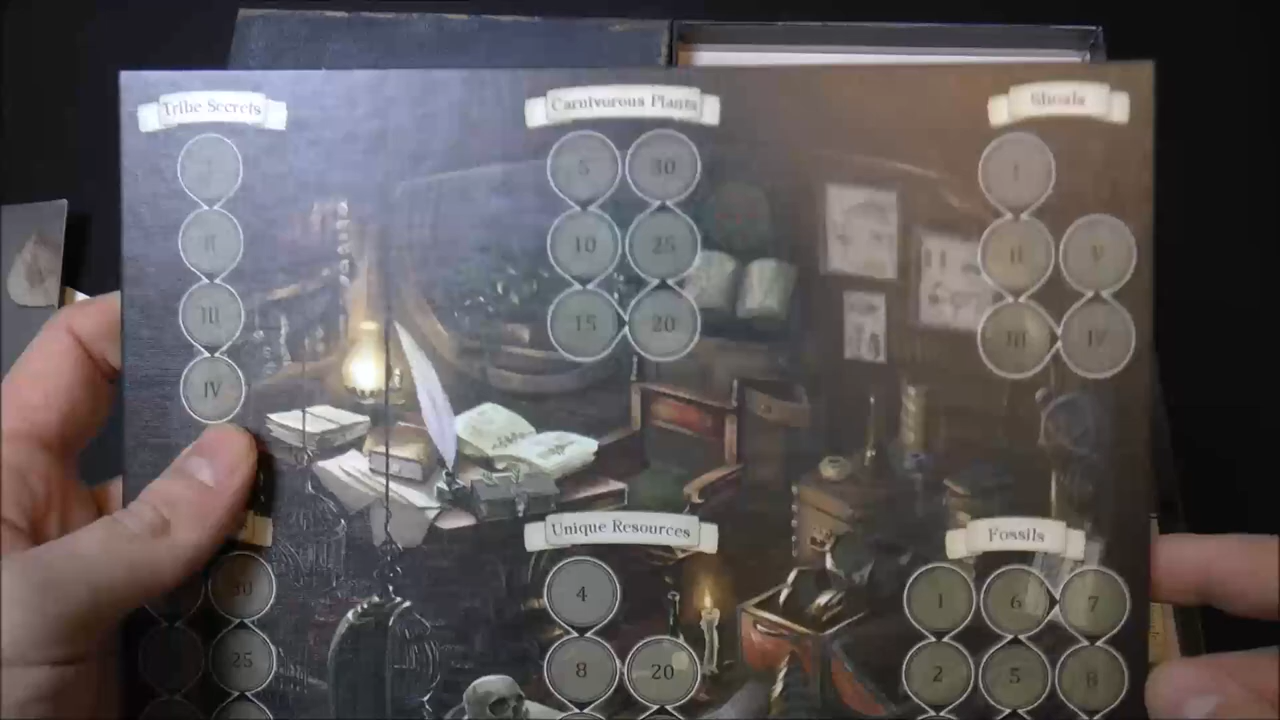 Tribe Secrets
II
III
IV
Carnivorous Plants
5 30
10 25
15 20
Shoals
I
II V
III IV
Unique Resources
4
8 20
Fossils
1 6 7
2 5 8
30
25